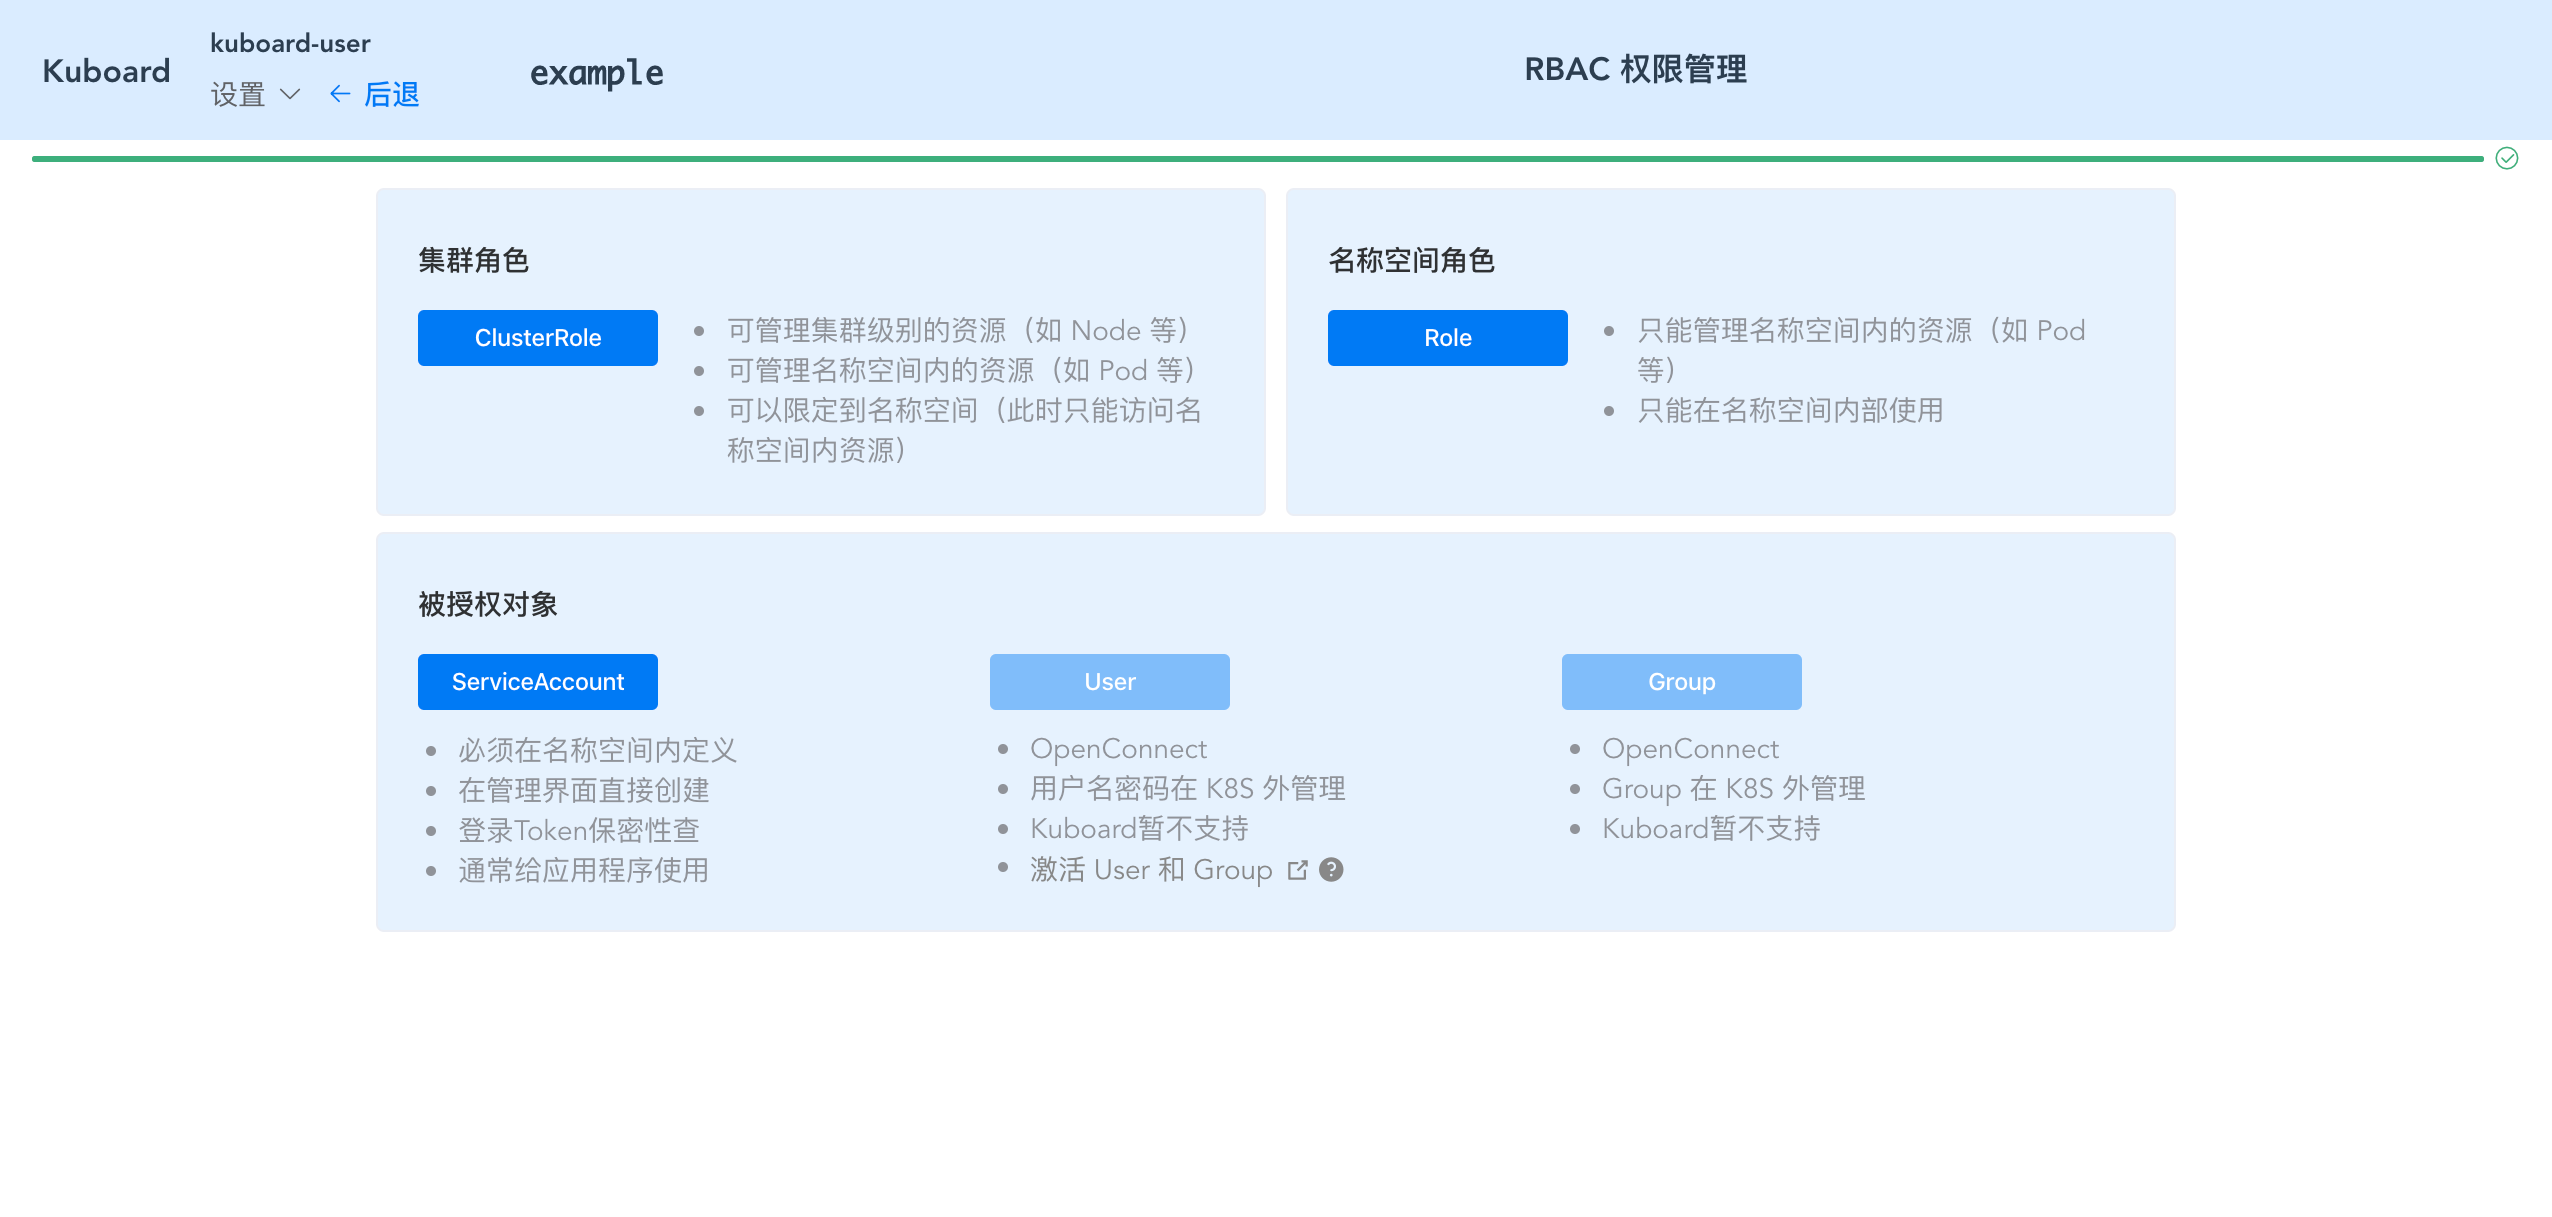 Kuboard
kuboard-user
设置
后退
example
RBAC 权限管理
集群角色
ClusterRole
可管理集群级别的资源（如 Node 等）
可管理名称空间内的资源（如 Pod 等）
可以限定到名称空间（此时只能访问名
称空间内资源）
名称空间角色
Role
只能管理名称空间内的资源（如 Pod
等）
只能在名称空间内部使用
被授权对象
ServiceAccount
必须在名称空间内定义
在管理界面直接创建
登录Token保密性查
通常给应用程序使用
User
OpenConnect
用户名密码在 K8S 外管理
Kuboard暂不支持
激活 User 和 Group
Group
OpenConnect
Group 在 K8S 外管理
Kuboard暂不支持